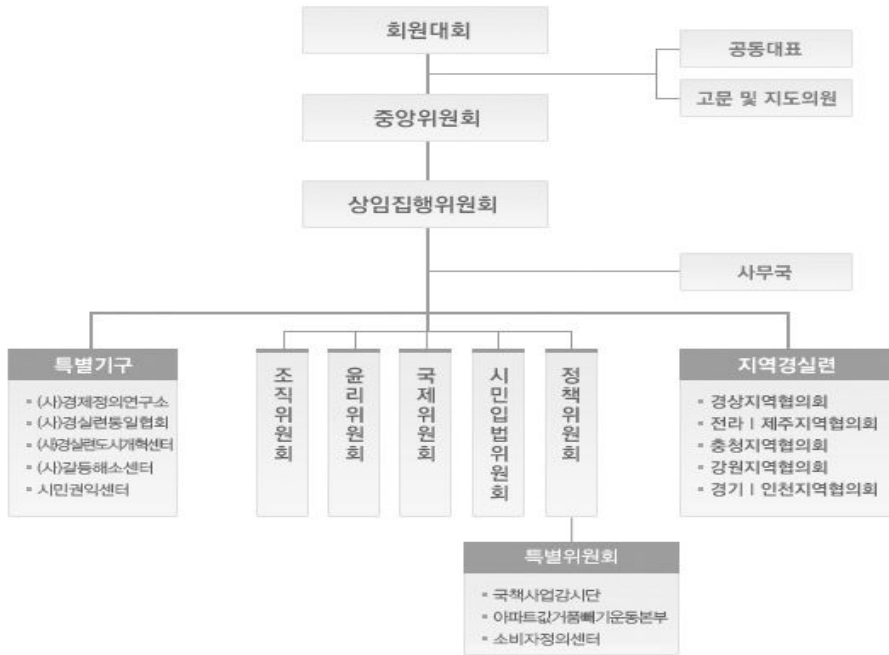 회원대회
공동대표
고문 및 지도의원
중앙위원회
상임집행위원회
사무국
특별기구
▫ (사)경제정의연구소
▫ (사)경실련통일협회
▫ (사)경실련도시개혁센터
▫ (사)갈등해소센터
▫ 시민권익센터
조직위원회
윤리위원회
국제위원회
시민입법위원회
정책위원회
지역경실련
▫ 경상지역협의회
▫ 전라 | 제주지역협의회
▫ 충청지역협의회
▫ 강원지역협의회
▫ 경기 | 인천지역협의회
특별위원회
▫ 국책사업감시단
▫ 아파트값거품빼기운동본부
▫ 소비자정의센터